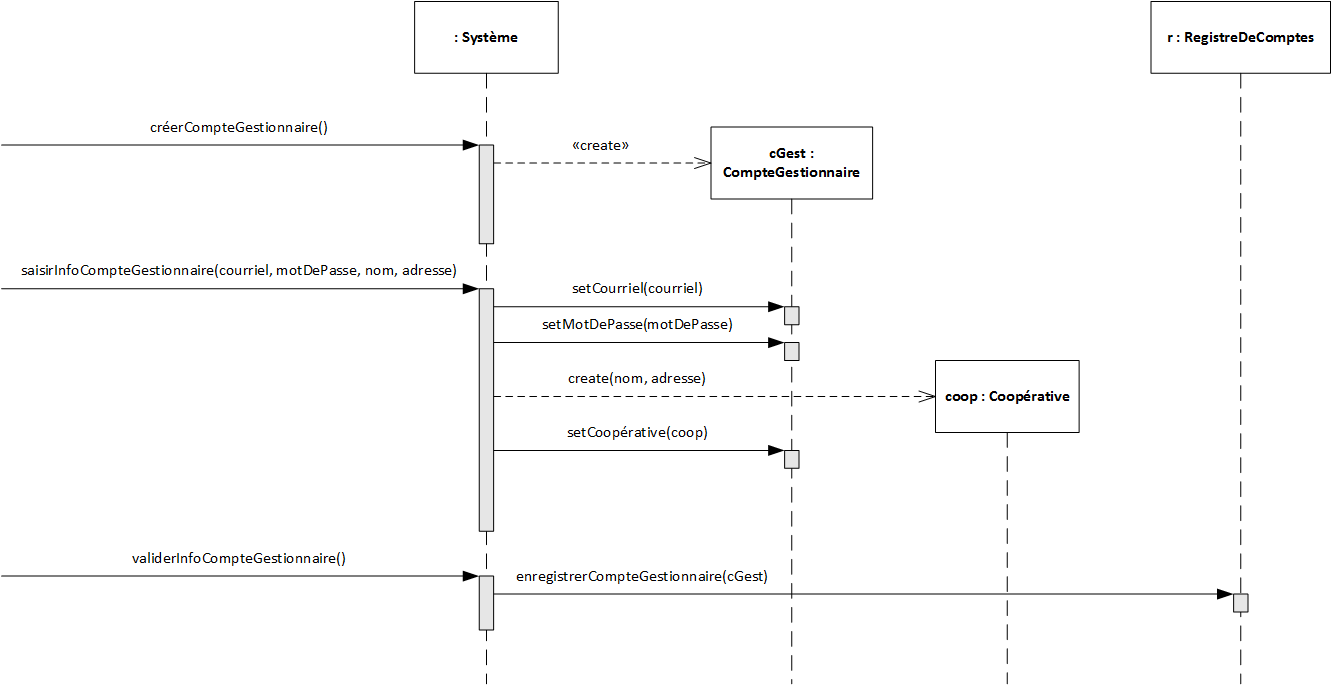 : Système
r : RegistreDeComptes
créerCompteGestionnaire()
«create»
cGest :
CompteGestionnaire
saisirInfoCompteGestionnaire(courriel, motDePasse, nom, adresse)
setCourriel(courriel)
setMotDePasse(motDePasse)
create(nom, adresse)
coop : Coopérative
setCoopérative(coop)
validerInfoCompteGestionnaire()
enregistrerCompteGestionnaire(cGest)